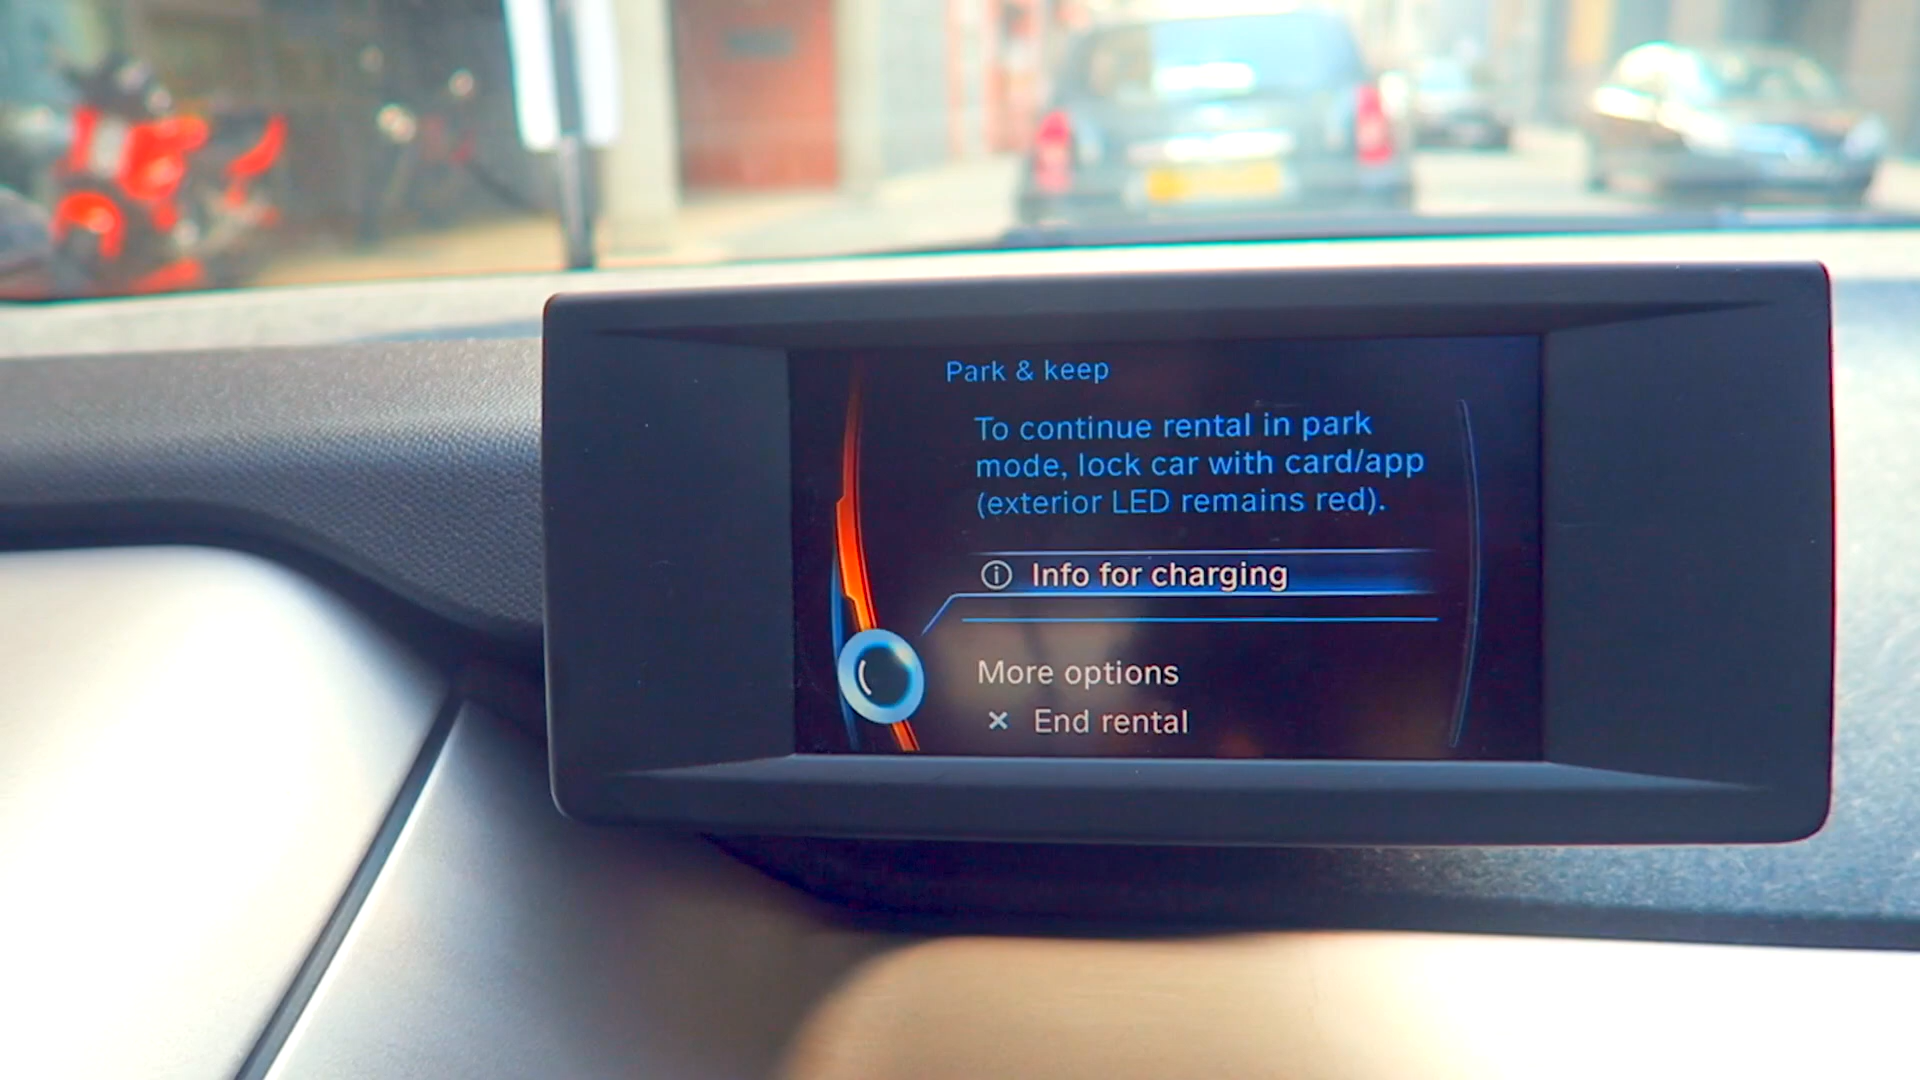 Park & keep
To continue rental in park
mode, lock car with card/app
(exterior LED remains red).
Info for charging
More options
End rental